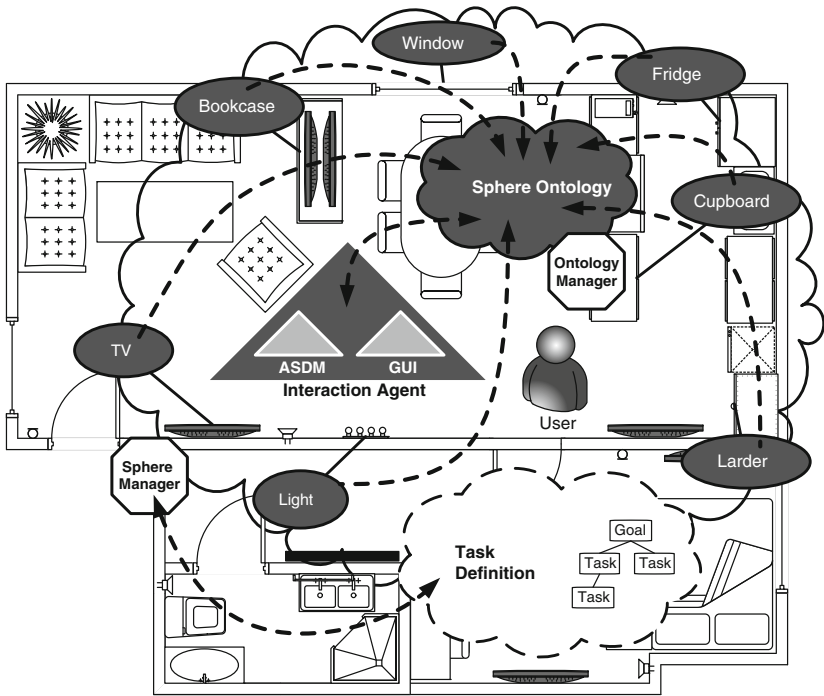 Window
Fridge
Bookcase
Sphere Ontology
Cupboard
Ontology
Manager
TV
ASDM
GUI
Interaction Agent
User
Sphere
Manager
Larder
Light
Goal
Task
Definition
Task
Task
Task